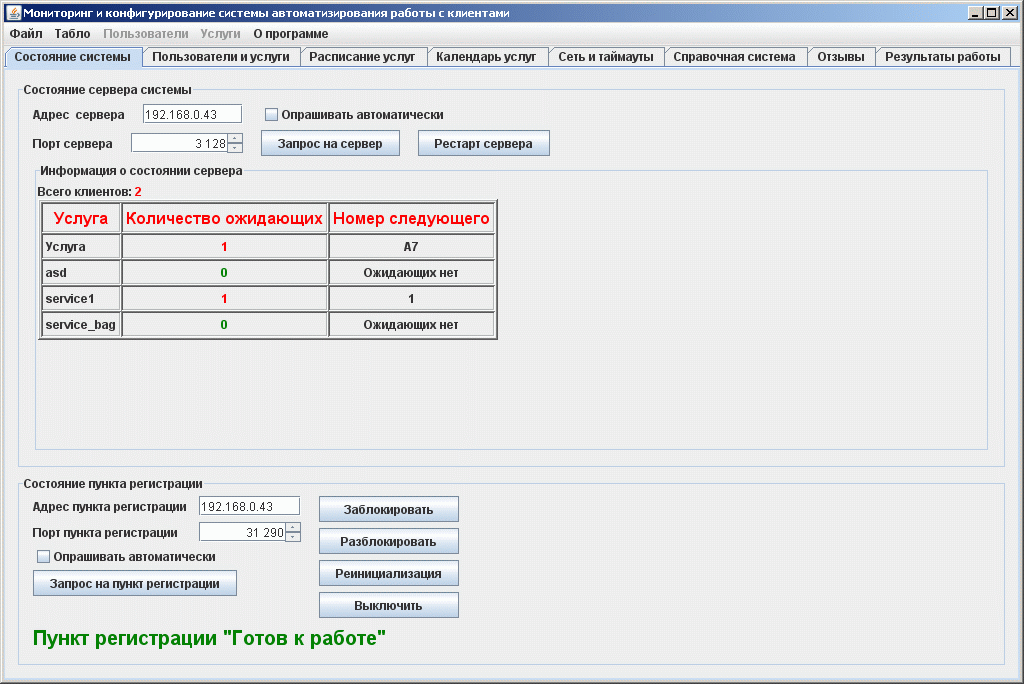 Мониторинг и конфигурирование системы автоматизирования работы с клиентами
Файл Табло Пользователи Услуги О программе
Состояние системы Пользователи и услуги Расписание услуг Календарь услуг Сеть и таймауты Справочная система Отзывы Результаты работы
Состояние сервера системы
Адрес сервера 192.168.0.43 Опрашивать автоматически
Порт сервера 3 128 Запрос на сервер Рестарт сервера
Информация о состоянии сервера
Всего клиентов: 2
Услуга Количество ожидающих Номер следующего
Услуга 1 А7
asd 0 Ожидающих нет
service1 1 1
service_bag 0 Ожидающих нет
Состояние пункта регистрации
Адрес пункта регистрации 192.168.0.43 Заблокировать
Порт пункта регистрации 31 290 Разблокировать
Опрашивать автоматически
Запрос на пункт регистрации Реинициализация
Выключить
Пункт регистрации "Готов к работе"